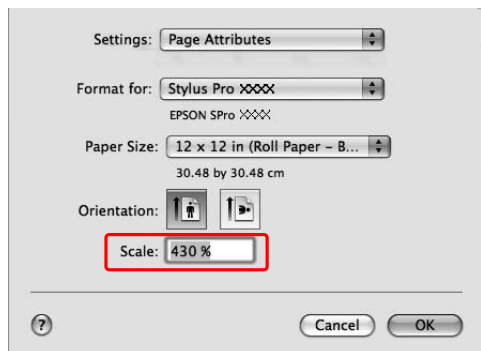 Settings: Page Attributes
Format for: Stylus Pro XXXX
EPSON SPro XXXX
Paper Size: 12 x 12 in (Roll Paper – B...
30.48 by 30.48 cm
Orientation:
Scale: 430 %
? Cancel OK